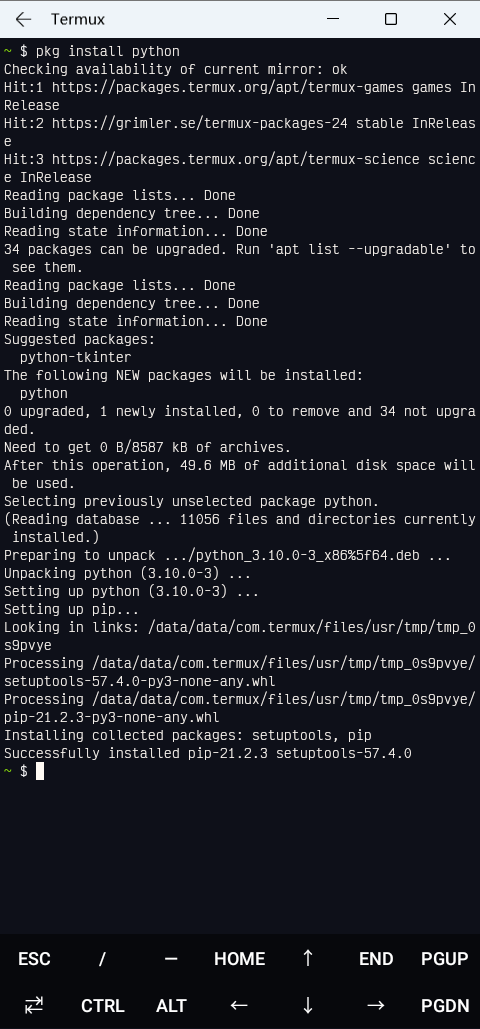 Termux
~ $ pkg install python
Checking availability of current mirror: ok
Hit:1 https://packages.termux.org/apt/termux-games games In
Release
Hit:2 https://grimler.se/termux-packages-24 stable InReleas
e
Hit:3 https://packages.termux.org/apt/termux-science scienc
e InRelease
Reading package lists... Done
Building dependency tree... Done
Reading state information... Done
34 packages can be upgraded. Run 'apt list --upgradable' to
 see them.
Reading package lists... Done
Building dependency tree... Done
Reading state information... Done
Suggested packages:
  python-tkinter
The following NEW packages will be installed:
  python
0 upgraded, 1 newly installed, 0 to remove and 34 not upgra
ded.
Need to get 0 B/8587 kB of archives.
After this operation, 49.6 MB of additional disk space will
 be used.
Selecting previously unselected package python.
(Reading database ... 11056 files and directories currently
 installed.)
Preparing to unpack .../python_3.10.0-3_x86%5f64.deb ...
Unpacking python (3.10.0-3) ...
Setting up python (3.10.0-3) ...
Setting up pip...
Looking in links: /data/data/com.termux/files/usr/tmp/tmp_0
s9pvye
Processing /data/data/com.termux/files/usr/tmp/tmp_0s9pvye/
setuptools-57.4.0-py3-none-any.whl
Processing /data/data/com.termux/files/usr/tmp/tmp_0s9pvye/
pip-21.2.3-py3-none-any.whl
Installing collected packages: setuptools, pip
Successfully installed pip-21.2.3 setuptools-57.4.0
~ $
ESC / — HOME ↑ END PGUP
CTRL ALT ← ↓ → PGDN